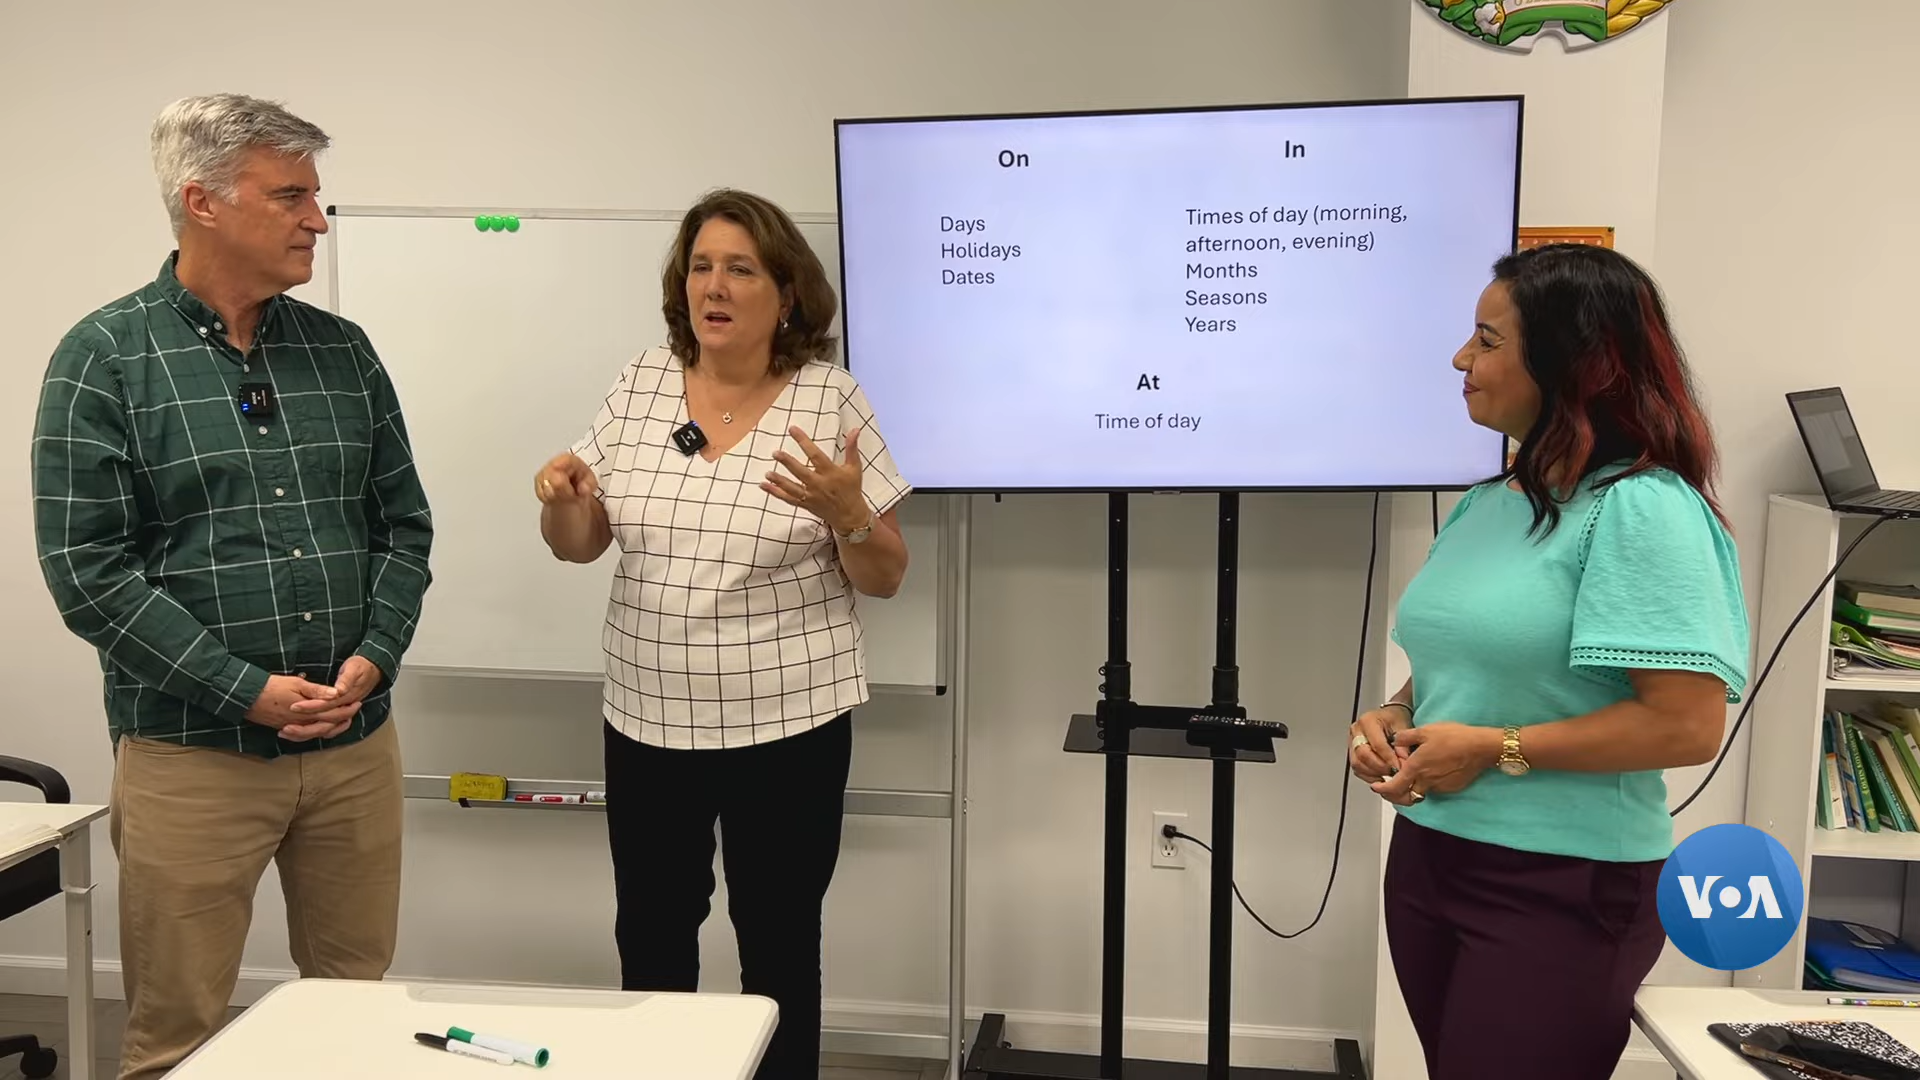 On
Days
Holidays
Dates
In
Times of day (morning,
afternoon, evening)
Months
Seasons
Years
At
Time of day
VOA